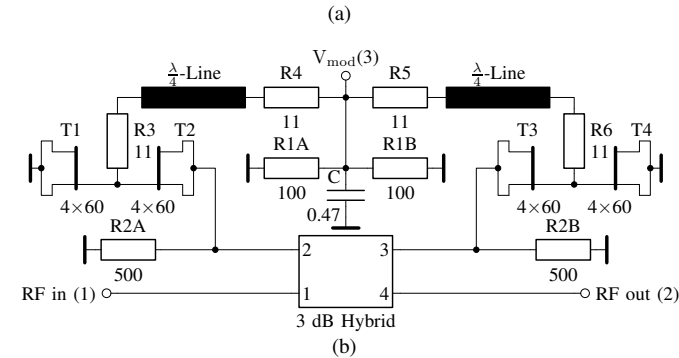 (a)
V_mod(3)
λ/4-Line
R4
R5
λ/4-Line
11
11
T1
R3
T2
T3
R6
T4
11
11
R1A
R1B
C
100
100
4×60
4×60
0.47
4×60
4×60
R2A
R2B
2
3
500
500
RF in (1)
1
4
RF out (2)
3 dB Hybrid
(b)